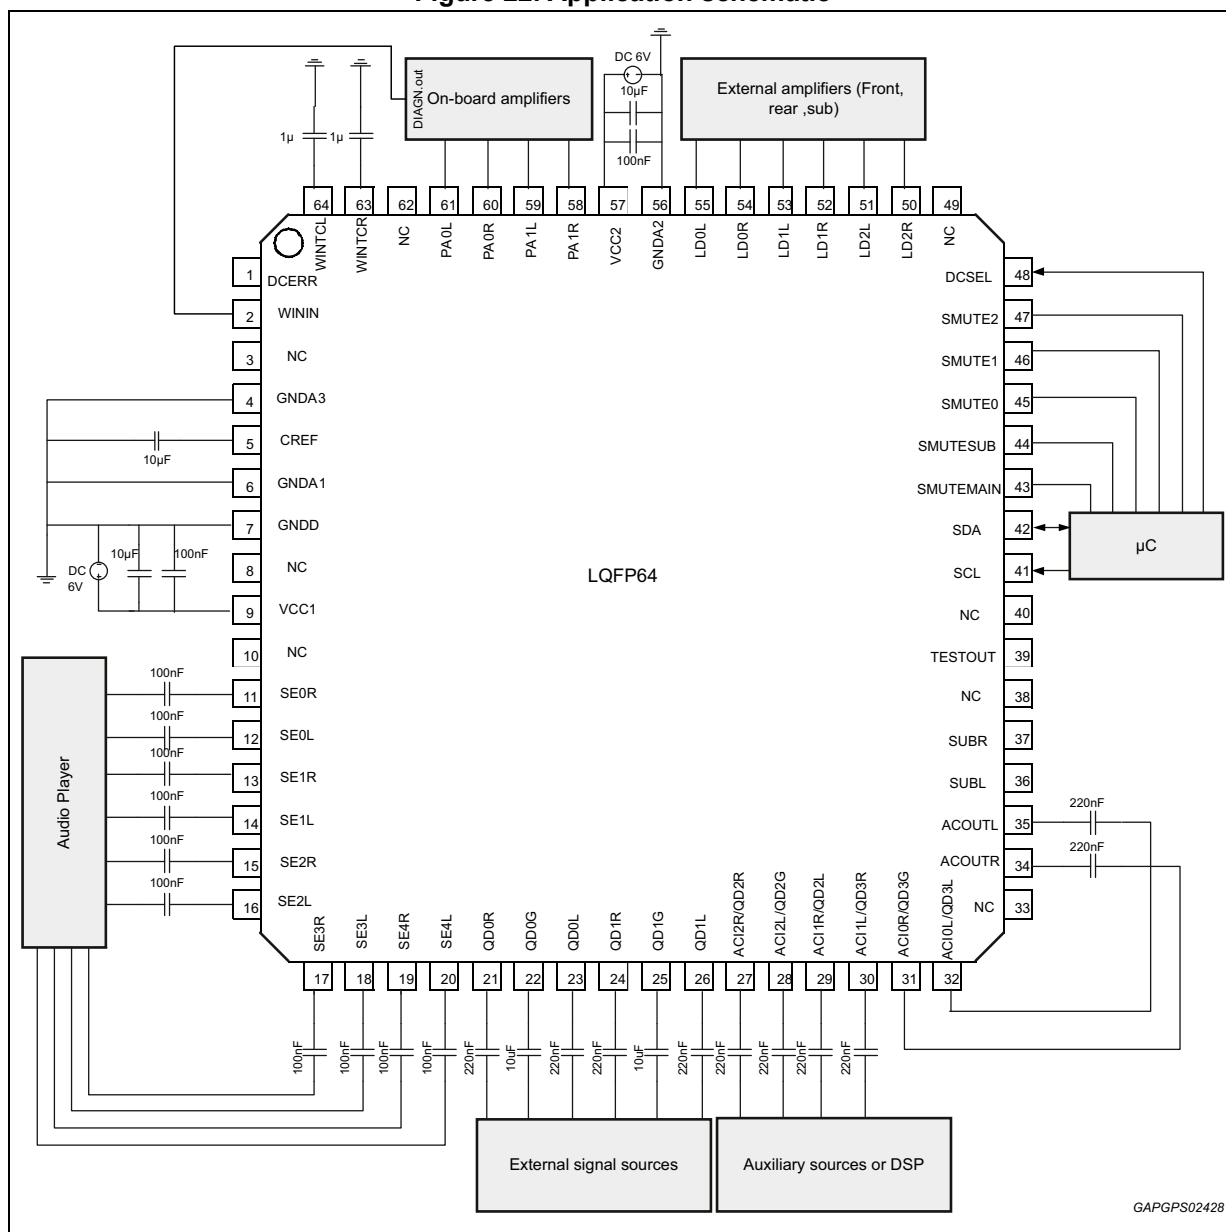 Figure 22. Application schematic
DC 6V
10µF
100nF
DIAGN.out
On-board amplifiers
External amplifiers (Front,
rear ,sub)
1µ
1µ
64
63
62
61
60
59
58
57
56
55
54
53
52
51
50
49
WINTCL
WINTCR
NC
PA0L
PA0R
PA1L
PA1R
VCC2
GNDA2
LD0L
LD0R
LD1L
LD1R
LD2L
LD2R
NC
1
DCERR
2
WININ
3
NC
4
GNDA3
5
CREF
10µF
6
GNDA1
7
GNDD
8
NC
10µF
100nF
DC
6V
9
VCC1
10
NC
Audio Player
100nF
11
SE0R
100nF
12
SE0L
100nF
13
SE1R
100nF
14
SE1L
100nF
15
SE2R
100nF
16
SE2L
LQFP64
DCSEL
48
SMUTE2
47
SMUTE1
46
SMUTE0
45
SMUTESUB
44
SMUTEMAIN
43
SDA
42
SCL
41
µC
NC
40
TESTOUT
39
NC
38
SUBR
37
SUBL
36
ACOUTL
35
220nF
ACOUTR
34
220nF
NC
33
SE3R
SE3L
SE4R
SE4L
QD0R
QD0G
QD0L
QD1R
QD1G
QD1L
ACI2R/QD2R
ACI2L/QD2G
ACI1R/QD2L
ACI1L/QD3R
ACI0R/QD3G
ACI0L/QD3L
17
18
19
20
21
22
23
24
25
26
27
28
29
30
31
32
100nF
100nF
100nF
100nF
220nF
10uF
220nF
220nF
10uF
220nF
220nF
220nF
220nF
220nF
External signal sources
Auxiliary sources or DSP
GAPGPS02428